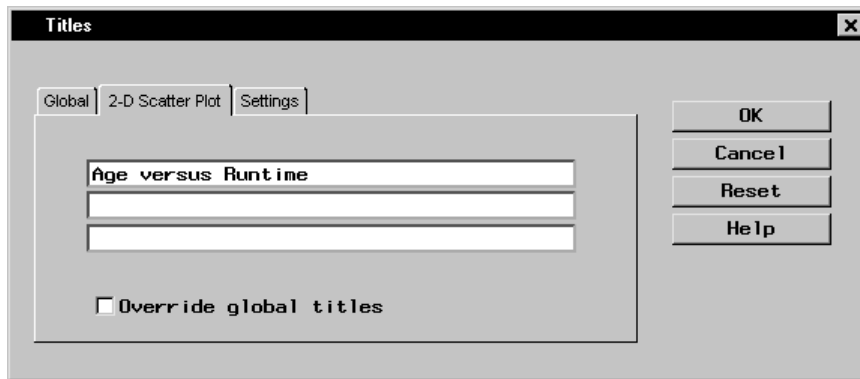 Titles
Global 2-D Scatter Plot Settings
Age versus Runtime
Override global titles
OK
Cancel
Reset
Help